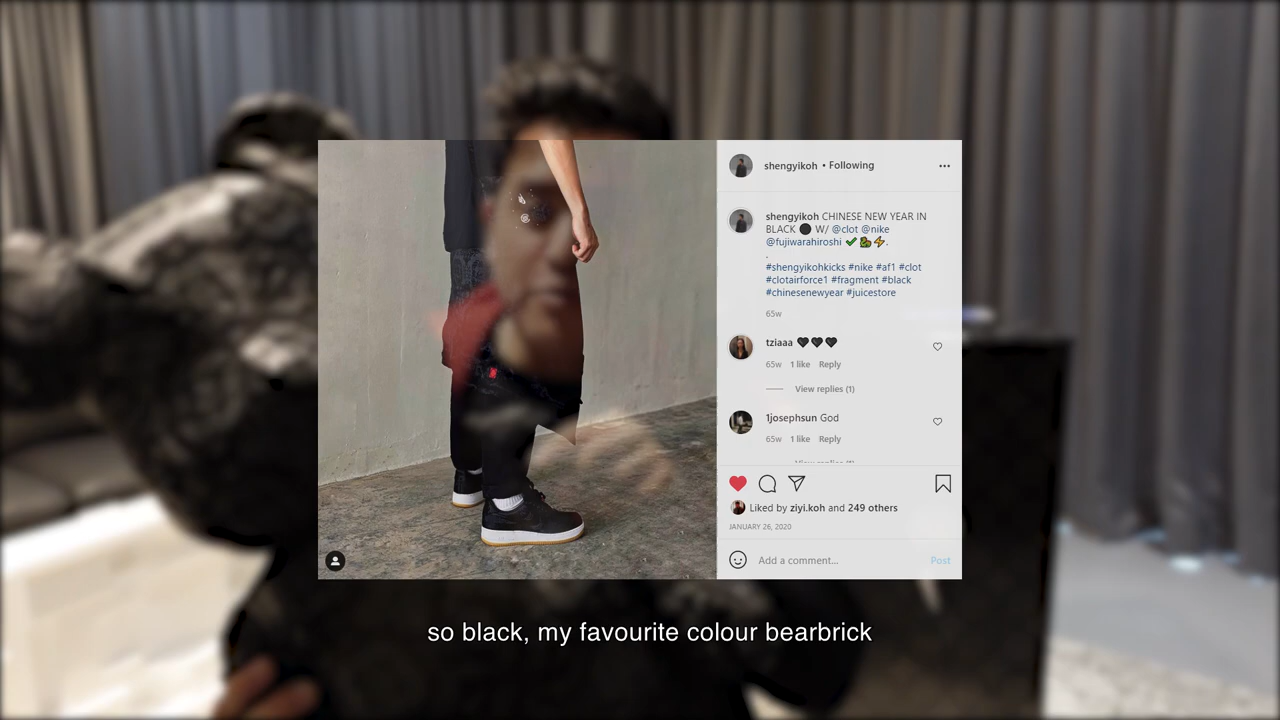 shengyikoh • Following
shengyikoh CHINESE NEW YEAR IN
BLACK ⚫ W/ @clot @nike
@fujiwarahiroshi ✔️🐉⚡.
.
#shengyikohkicks #nike #af1 #clot
#clotairforce1 #fragment #black
#chinesenewyear #juicestore
65w
tziaaa 🖤🖤🖤
65w 1 like Reply
View replies (1)
1josephsun God
65w 1 like Reply
Liked by ziyi.koh and 249 others
JANUARY 26, 2020
Add a comment... Post
so black, my favourite colour bearbrick